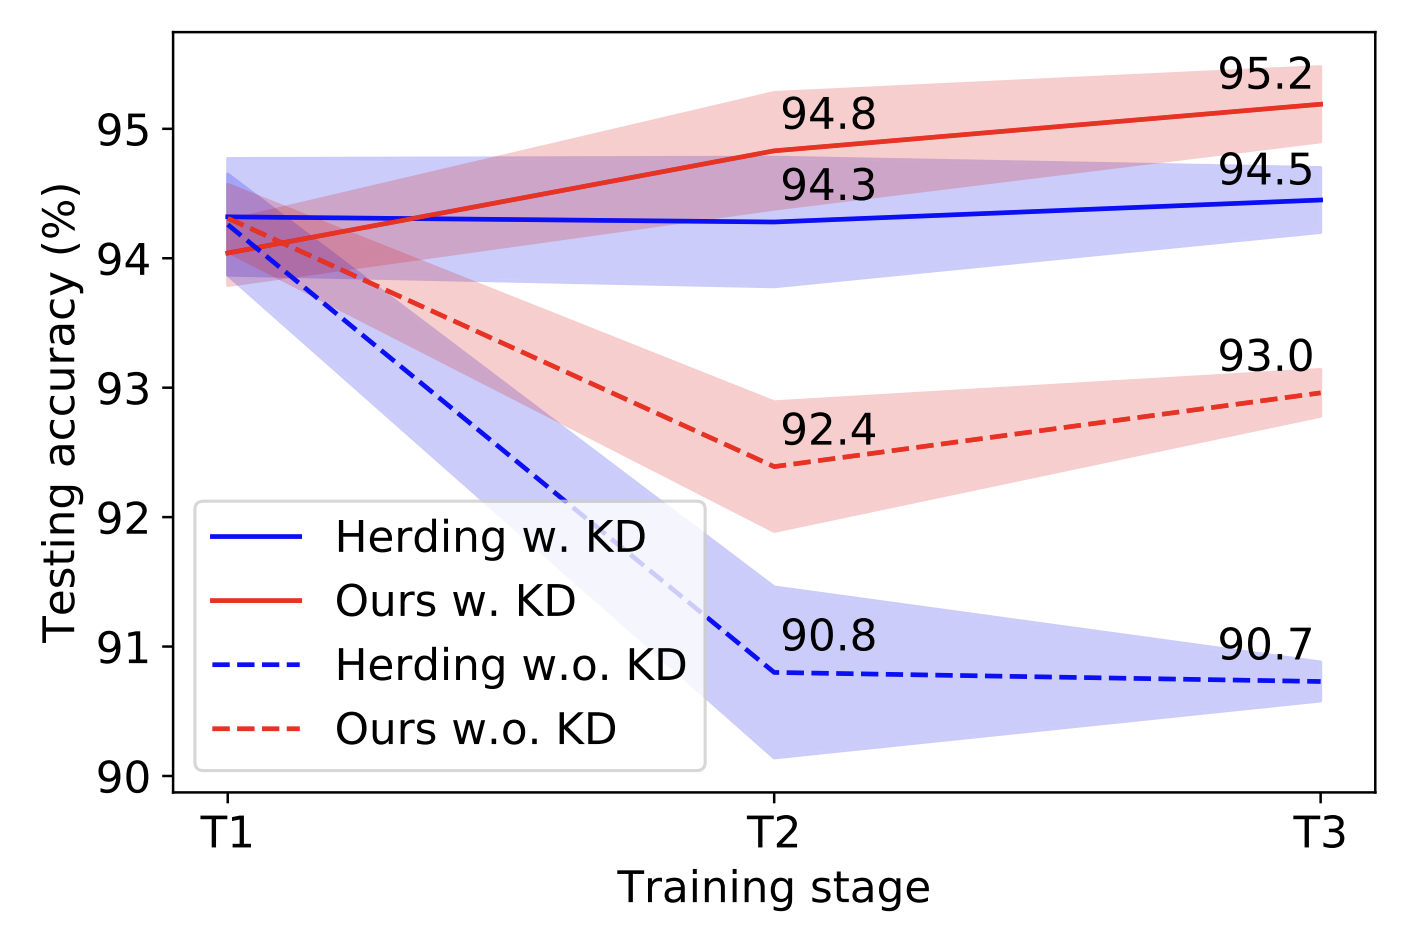 95.2
94.8
95
94.5
94.3
94
93.0
93
92.4
92
91
90.8
90.7
90
Testing accuracy (%)
Herding w. KD
Ours w. KD
Herding w.o. KD
Ours w.o. KD
T1
T2
T3
Training stage